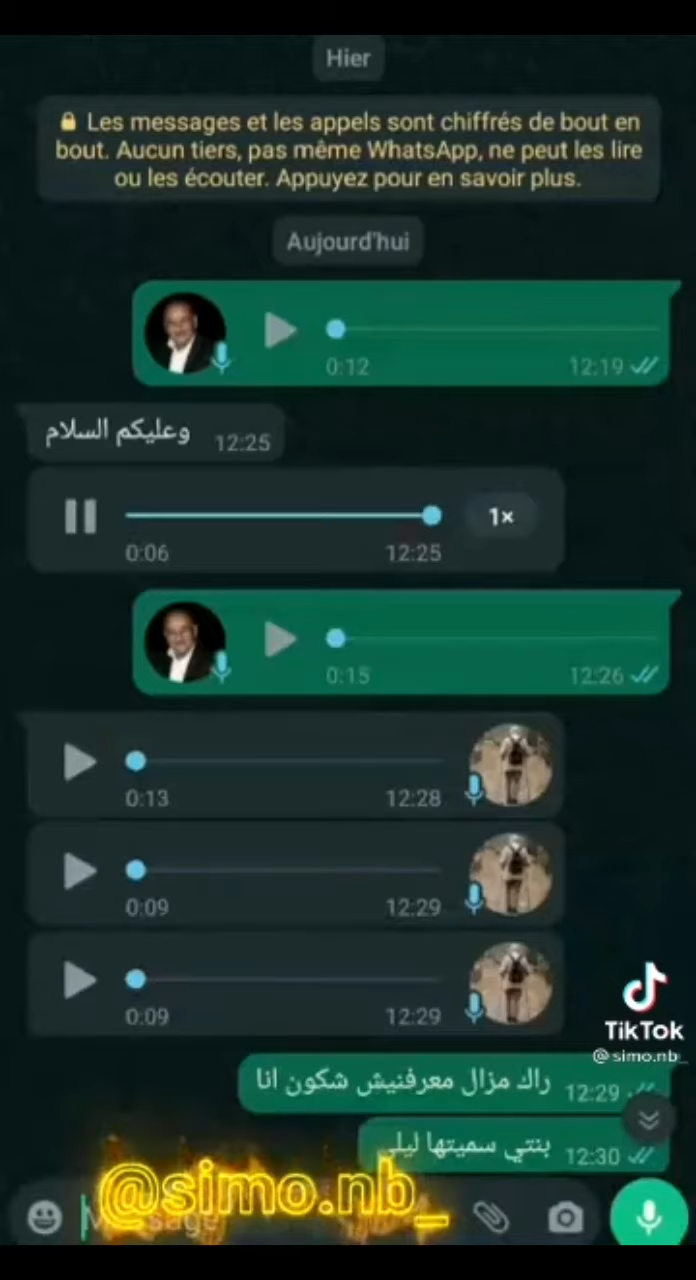 Hier
🔒 Les messages et les appels sont chiffrés de bout en
bout. Aucun tiers, pas même WhatsApp, ne peut les lire
ou les écouter. Appuyez pour en savoir plus.
Aujourd'hui
0:12 12:19
وعليكم السلام 12:25
1×
0:06 12:25
0:15 12:26
0:13 12:28
0:09 12:29
0:09 12:29
TikTok
@simo.nb_
راك مزال معرفنيش شكون انا 12:29
بنتي سميتها ليلى 12:30
@simo.nb_
Message